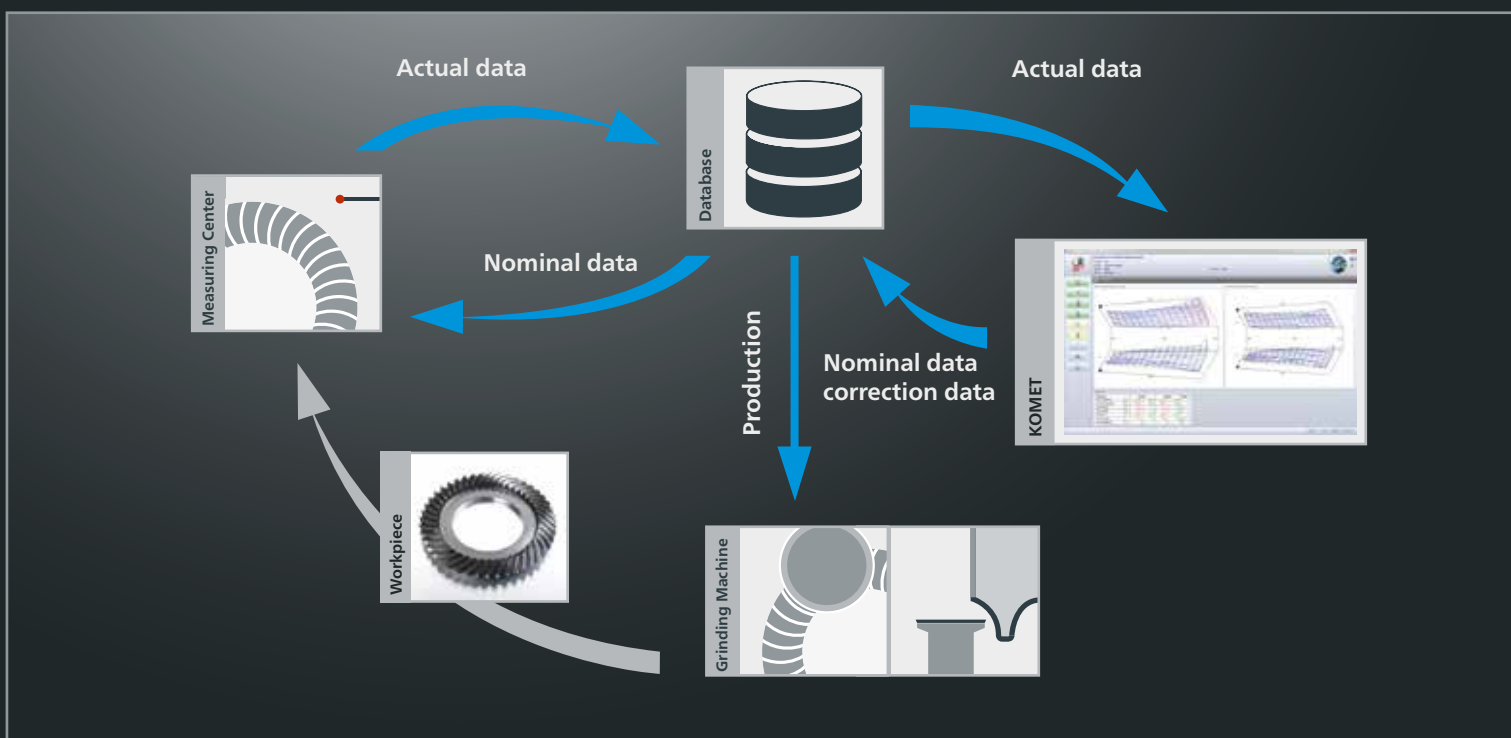 Actual data
Actual data
Database
Measuring Center
Nominal data
Production
Nominal data
correction data
KOMET
Workpiece
Grinding Machine